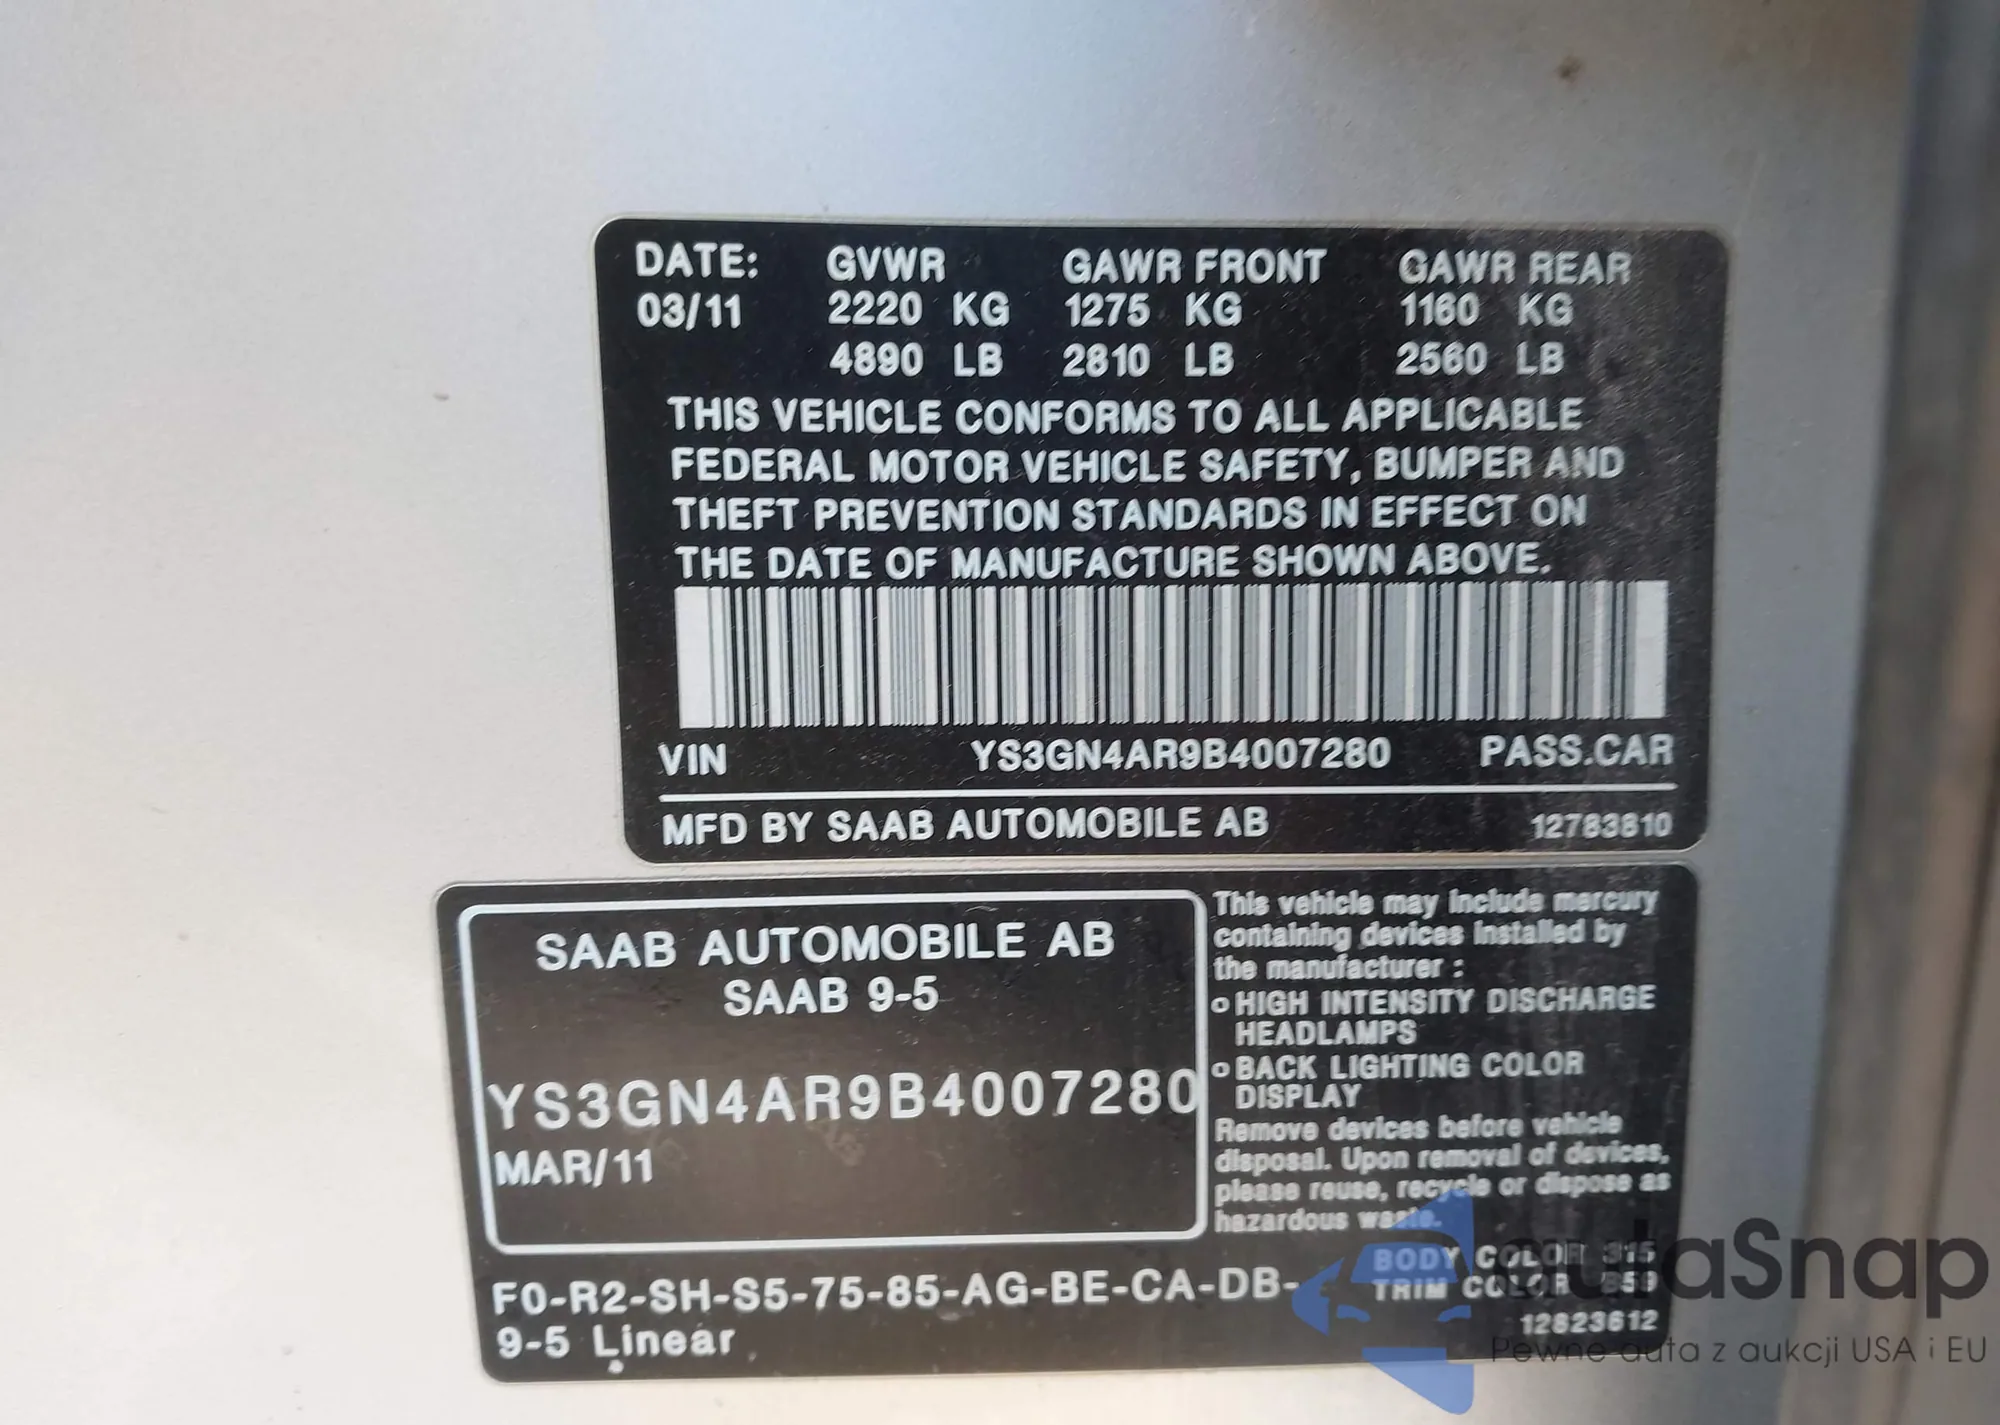 DATE: GVWR GAWR FRONT GAWR REAR
03/11 2220 KG 1275 KG 1160 KG
4890 LB 2810 LB 2560 LB
THIS VEHICLE CONFORMS TO ALL APPLICABLE
FEDERAL MOTOR VEHICLE SAFETY, BUMPER AND
THEFT PREVENTION STANDARDS IN EFFECT ON
THE DATE OF MANUFACTURE SHOWN ABOVE.
VIN YS3GN4AR9B4007280 PASS.CAR
MFD BY SAAB AUTOMOBILE AB 12783810
SAAB AUTOMOBILE AB
SAAB 9-5
YS3GN4AR9B4007280
MAR/11
This vehicle may include mercury
containing devices installed by
the manufacturer :
o HIGH INTENSITY DISCHARGE
HEADLAMPS
o BACK LIGHTING COLOR
DISPLAY
Remove devices before vehicle
disposal. Upon removal of devices,
please reuse, recycle or dispose as
hazardous waste.
F0-R2-SH-S5-75-85-AG-BE-CA-DB-
9-5 Linear
BODY COLOR
TRIM COLOR
12823612
autaSnap
Pewne auta z aukcji USA i EU